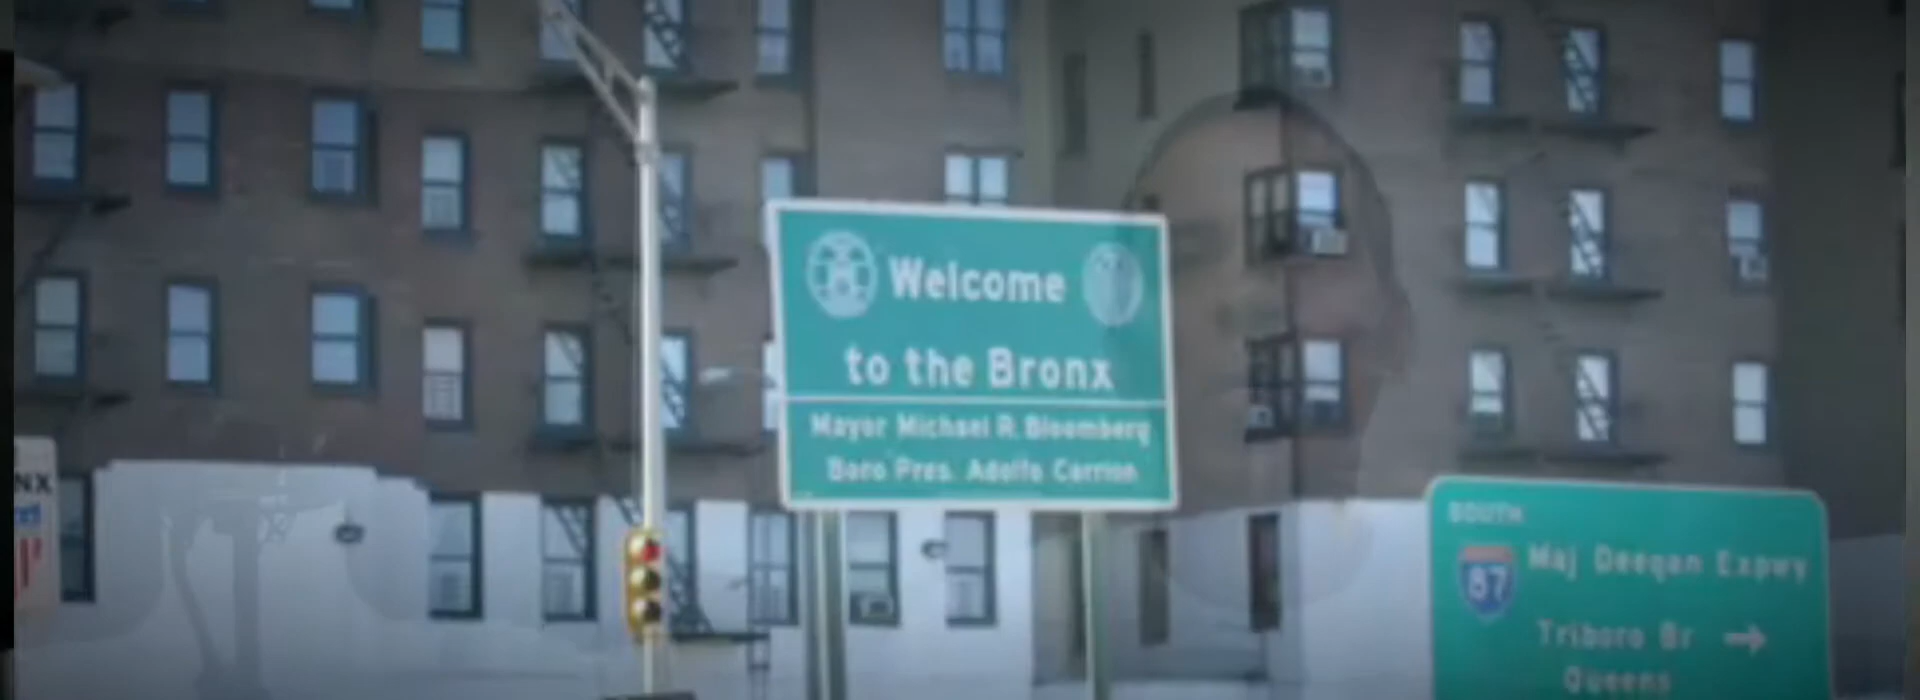 Welcome
to the Bronx
Mayor Michael R. Bloomberg
Boro Pres. Adolfo Carrion
NX
SOUTH
87
Maj Deegan Expwy
Triboro Br →
Queens